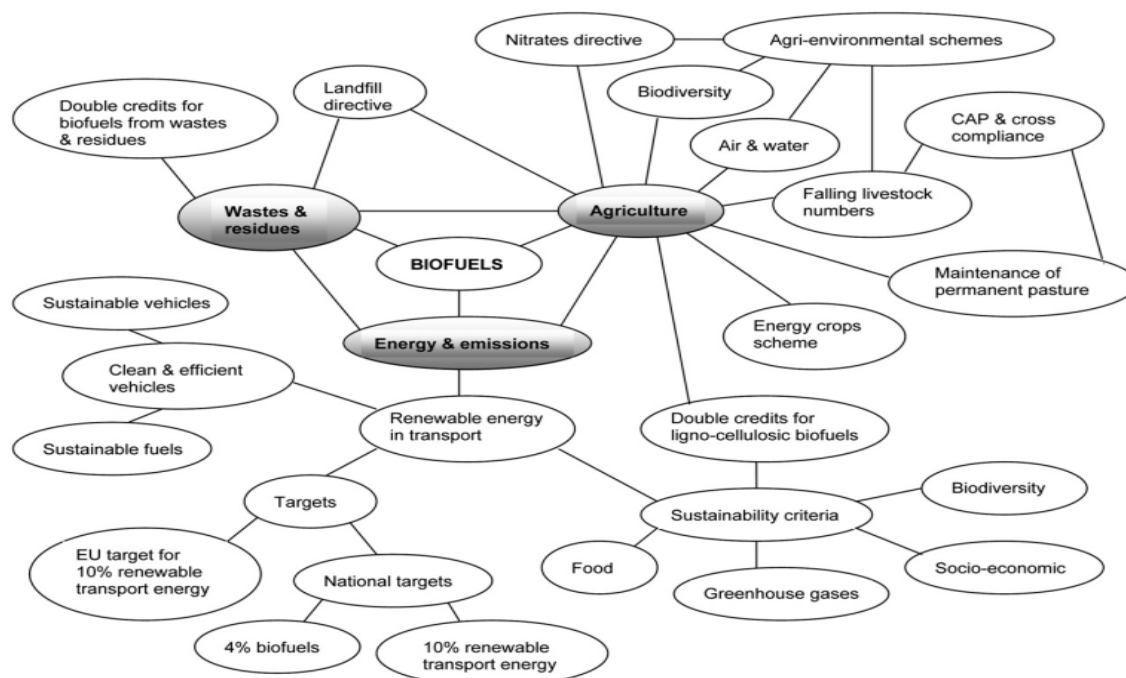 Nitrates directive
Agri-environmental schemes
Landfill
directive
Biodiversity
Double credits for
biofuels from wastes
& residues
CAP & cross
compliance
Air & water
Wastes &
residues
Agriculture
Falling livestock
numbers
BIOFUELS
Maintenance of
permanent pasture
Sustainable vehicles
Energy & emissions
Energy crops
scheme
Clean & efficient
vehicles
Renewable energy
in transport
Double credits for
ligno-cellulosic biofuels
Sustainable fuels
Targets
Sustainability criteria
Biodiversity
EU target for
10% renewable
transport energy
National targets
Food
Greenhouse gases
Socio-economic
4% biofuels
10% renewable
transport energy